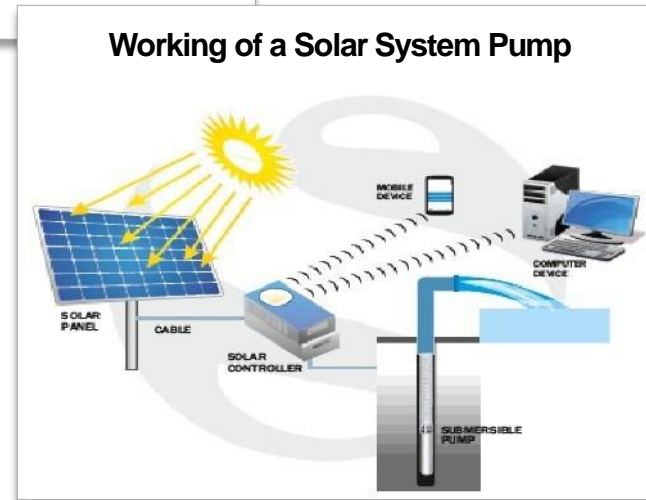 Working of a Solar System Pump
MOBILE
DEVICE
COMPUTER
DEVICE
SOLAR
PANEL
CABLE
SOLAR
CONTROLLER
SUBMERSIBLE
PUMP